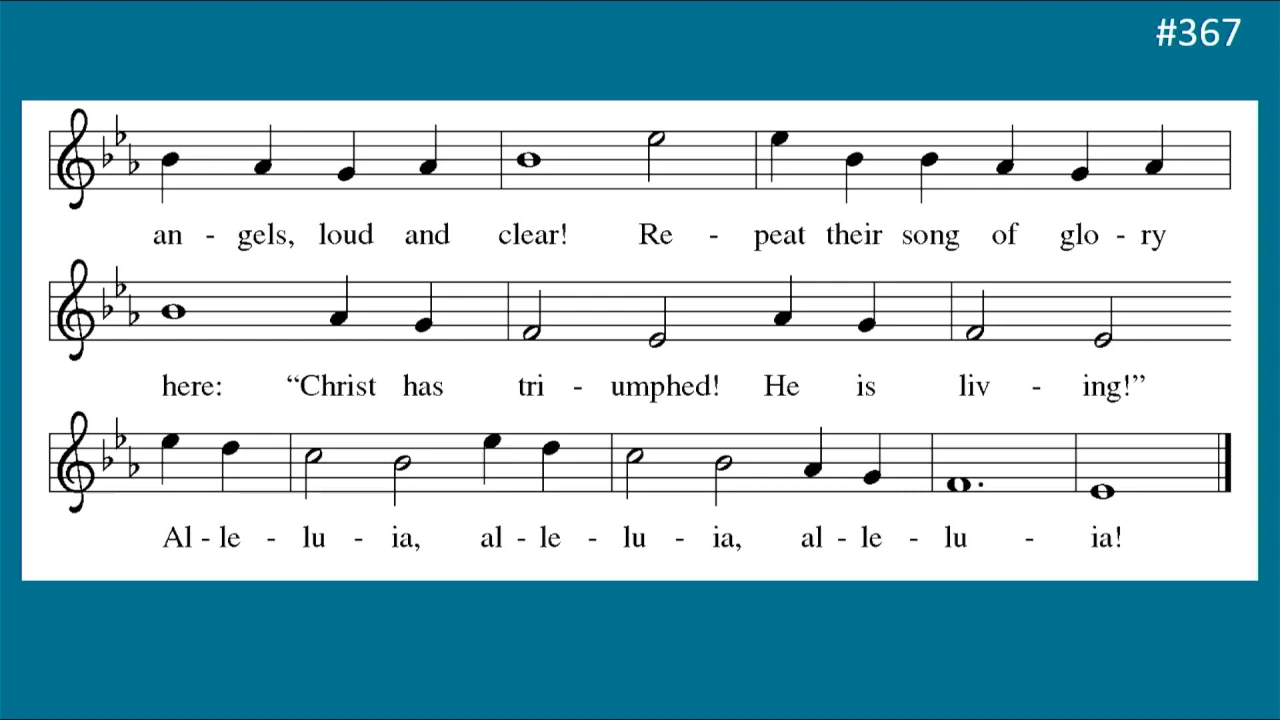 #367
an - gels, loud and clear! Re - peat their song of glo - ry
here: “Christ has tri - umphed! He is liv - ing!”
Al - le - lu - ia, al - le - lu - ia, al - le - lu - ia!